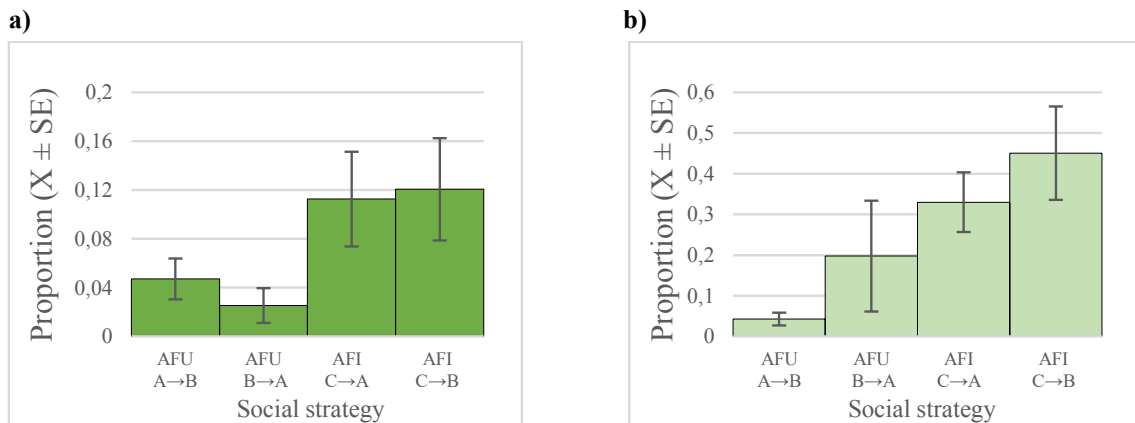 a)
0,2
0,16
0,12
0,08
0,04
0
Proportion (X ± SE)
AFU AFU AFI AFI
A→B B→A C→A C→B
Social strategy
b)
0,6
0,5
0,4
0,3
0,2
0,1
0
Proportion (X ± SE)
AFU AFU AFI AFI
A→B B→A C→A C→B
Social strategy